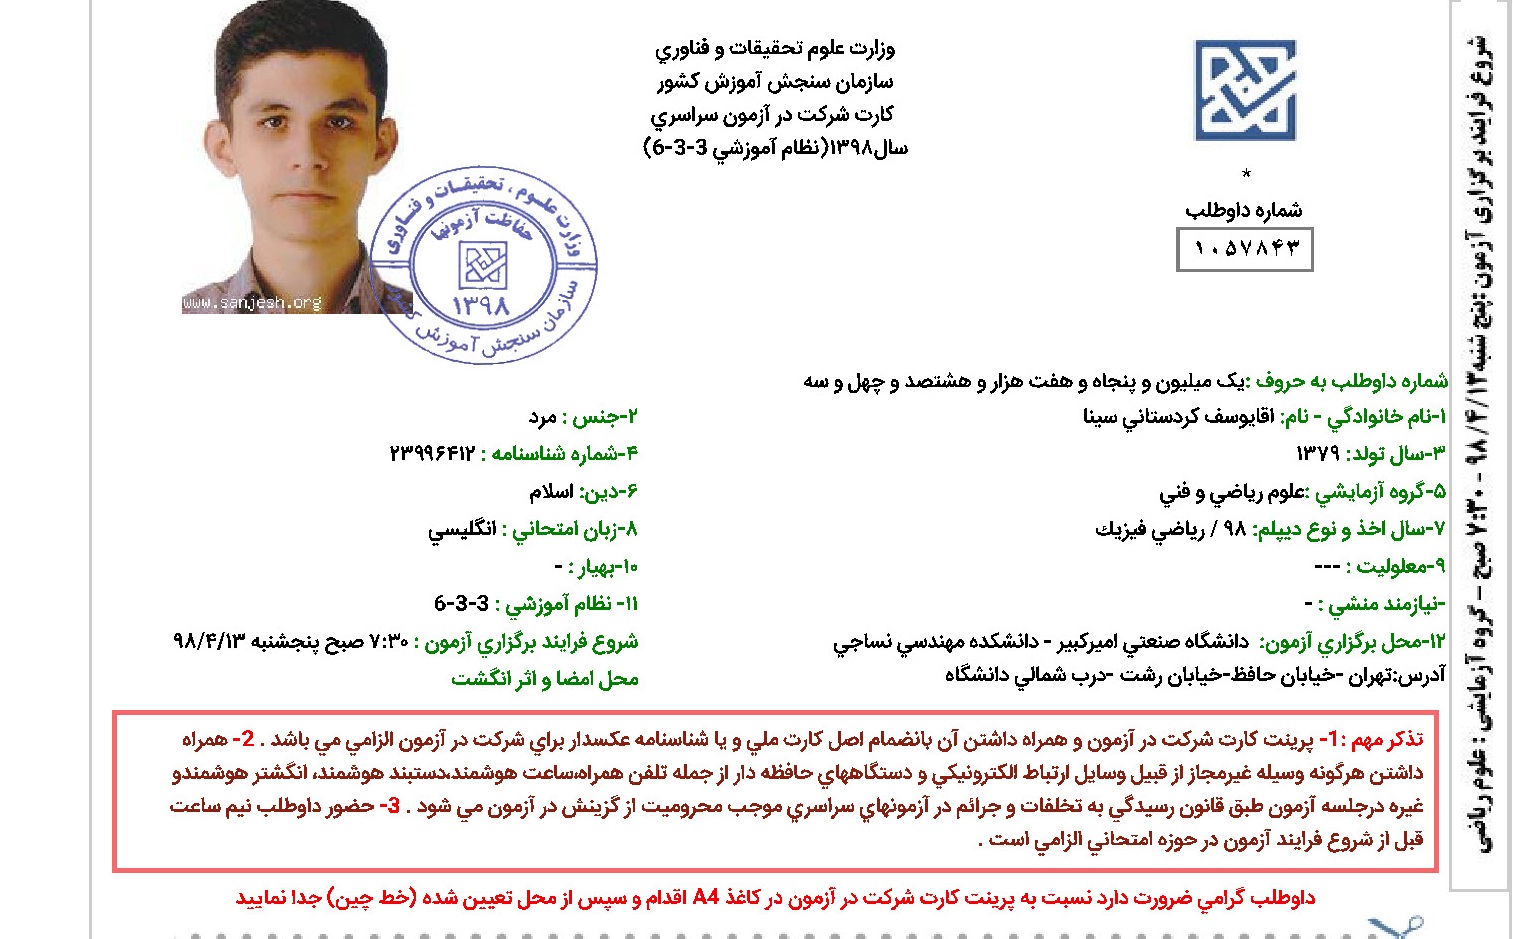 وزارت علوم تحقيقات و فناوري
سازمان سنجش آموزش كشور
كارت شركت در آزمون سراسري
سال۱۳۹۸(نظام آموزشي 3-3-6)
*
شماره داوطلب
۱۰۵۷۸۴۳
www.sanjesh.org
وزارت علوم ، تحقيقات و فناوري
حفاظت آزمونها
۱۳۹۸
سازمان سنجش آموزش كشور
شماره داوطلب به حروف :يک ميليون و پنجاه و هفت هزار و هشتصد و چهل و سه
۱-نام خانوادگي - نام: اقايوسف كردستاني سينا
۲-جنس : مرد
۳-سال تولد: ۱۳۷۹
۴-شماره شناسنامه : ۲۳۹۹۶۴۱۲
۵-گروه آزمايشي :علوم رياضي و فني
۶-دين: اسلام
۷-سال اخذ و نوع ديپلم: ۹۸ / رياضي فيزيك
۸-زبان امتحاني : انگليسي
۹-معلوليت : ---
۱۰-بهيار : -
-نيازمند منشي : -
۱۱- نظام آموزشي : 3-3-6
۱۲-محل برگزاري آزمون: دانشگاه صنعتي اميركبير - دانشكده مهندسي نساجي
شروع فرايند برگزاري آزمون : ۷:۳۰ صبح پنجشنبه ۹۸/۴/۱۳
آدرس:تهران -خيابان حافظ-خيابان رشت -درب شمالي دانشگاه
محل امضا و اثر انگشت
تذكر مهم :1- پرينت كارت شركت در آزمون و همراه داشتن آن بانضمام اصل كارت ملي و يا شناسنامه عكسدار براي شركت در آزمون الزامي مي باشد . 2- همراه
داشتن هرگونه وسيله غيرمجاز از قبيل وسايل ارتباط الكترونيكي و دستگاههاي حافظه دار از جمله تلفن همراه،ساعت هوشمند،دستبند هوشمند، انگشتر هوشمندو
غيره درجلسه آزمون طبق قانون رسيدگي به تخلفات و جرائم در آزمونهاي سراسري موجب محروميت از گزينش در آزمون مي شود . 3- حضور داوطلب نيم ساعت
قبل از شروع فرايند آزمون در حوزه امتحاني الزامي است .
داوطلب گرامي ضرورت دارد نسبت به پرينت كارت شركت در آزمون در كاغذ A4 اقدام و سپس از محل تعيين شده (خط چين) جدا نماييد
شروع فرايند برگزاري آزمون :پنج شنبه۹۸/۴/۱۳ - ۷:۳۰ صبح – گروه آزمايشي : علوم رياضي